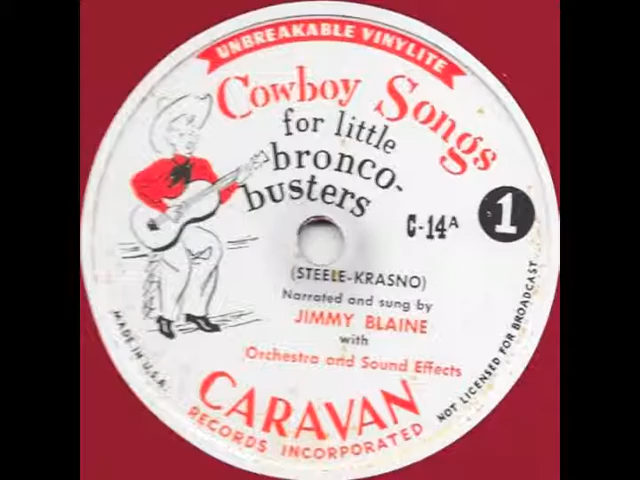 UNBREAKABLE VINYLITE
Cowboy Songs
for little
bronco-
busters
C-14A
1
(STEELE-KRASNO)
Narrated and sung by
JIMMY BLAINE
with
Orchestra and Sound Effects
MADE IN U.S.A.
NOT LICENSED FOR BROADCAST
CARAVAN
RECORDS INCORPORATED